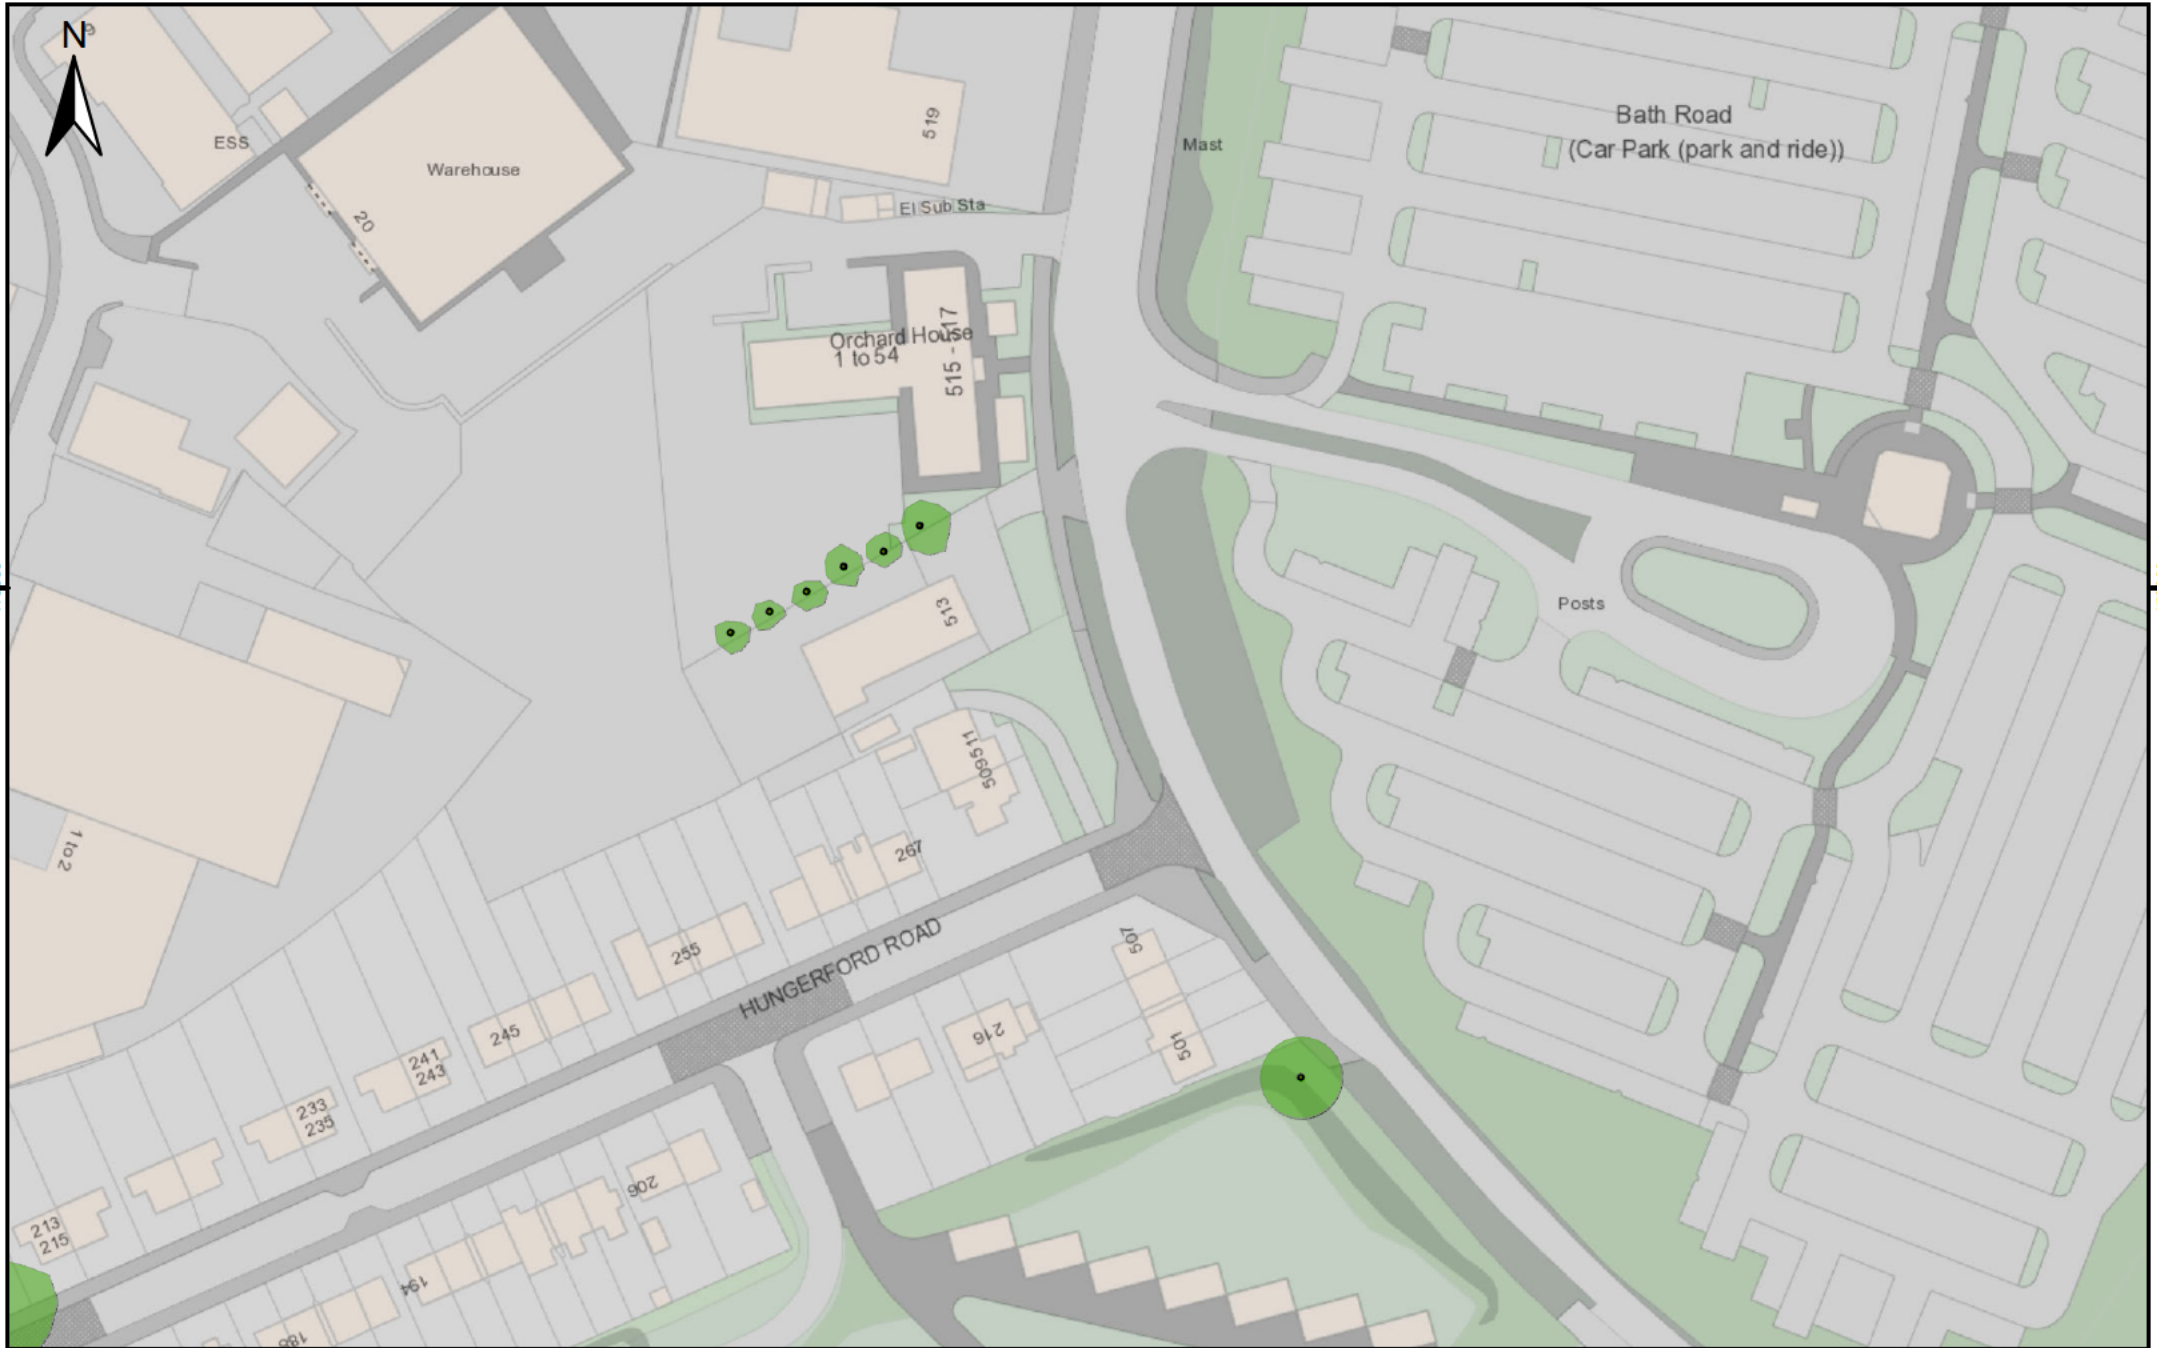 N
9
519
Bath Road
(Car Park (park and ride))
ESS
Mast
Warehouse
20
El Sub Sta
Orchard House
1 to 54
515 - 517
513
Posts
509511
1 to 2
267
255
HUNGERFORD ROAD
507
245
216
501
241
243
233
235
206
213
215
194